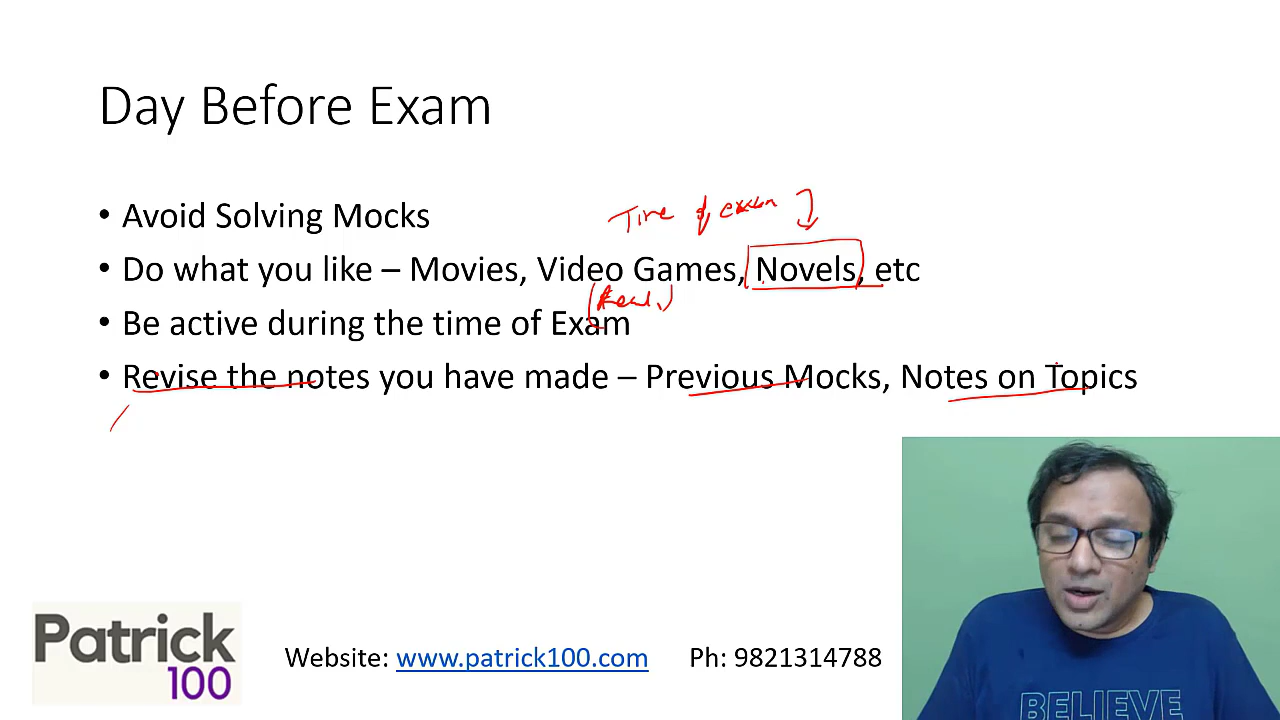 Day Before Exam
• Avoid Solving Mocks
Time of exam
• Do what you like – Movies, Video Games, Novels, etc
• Be active during the time of Exam
• Revise the notes you have made – Previous Mocks, Notes on Topics
Patrick
100
Website: www.patrick100.com Ph: 9821314788
BELIEVE